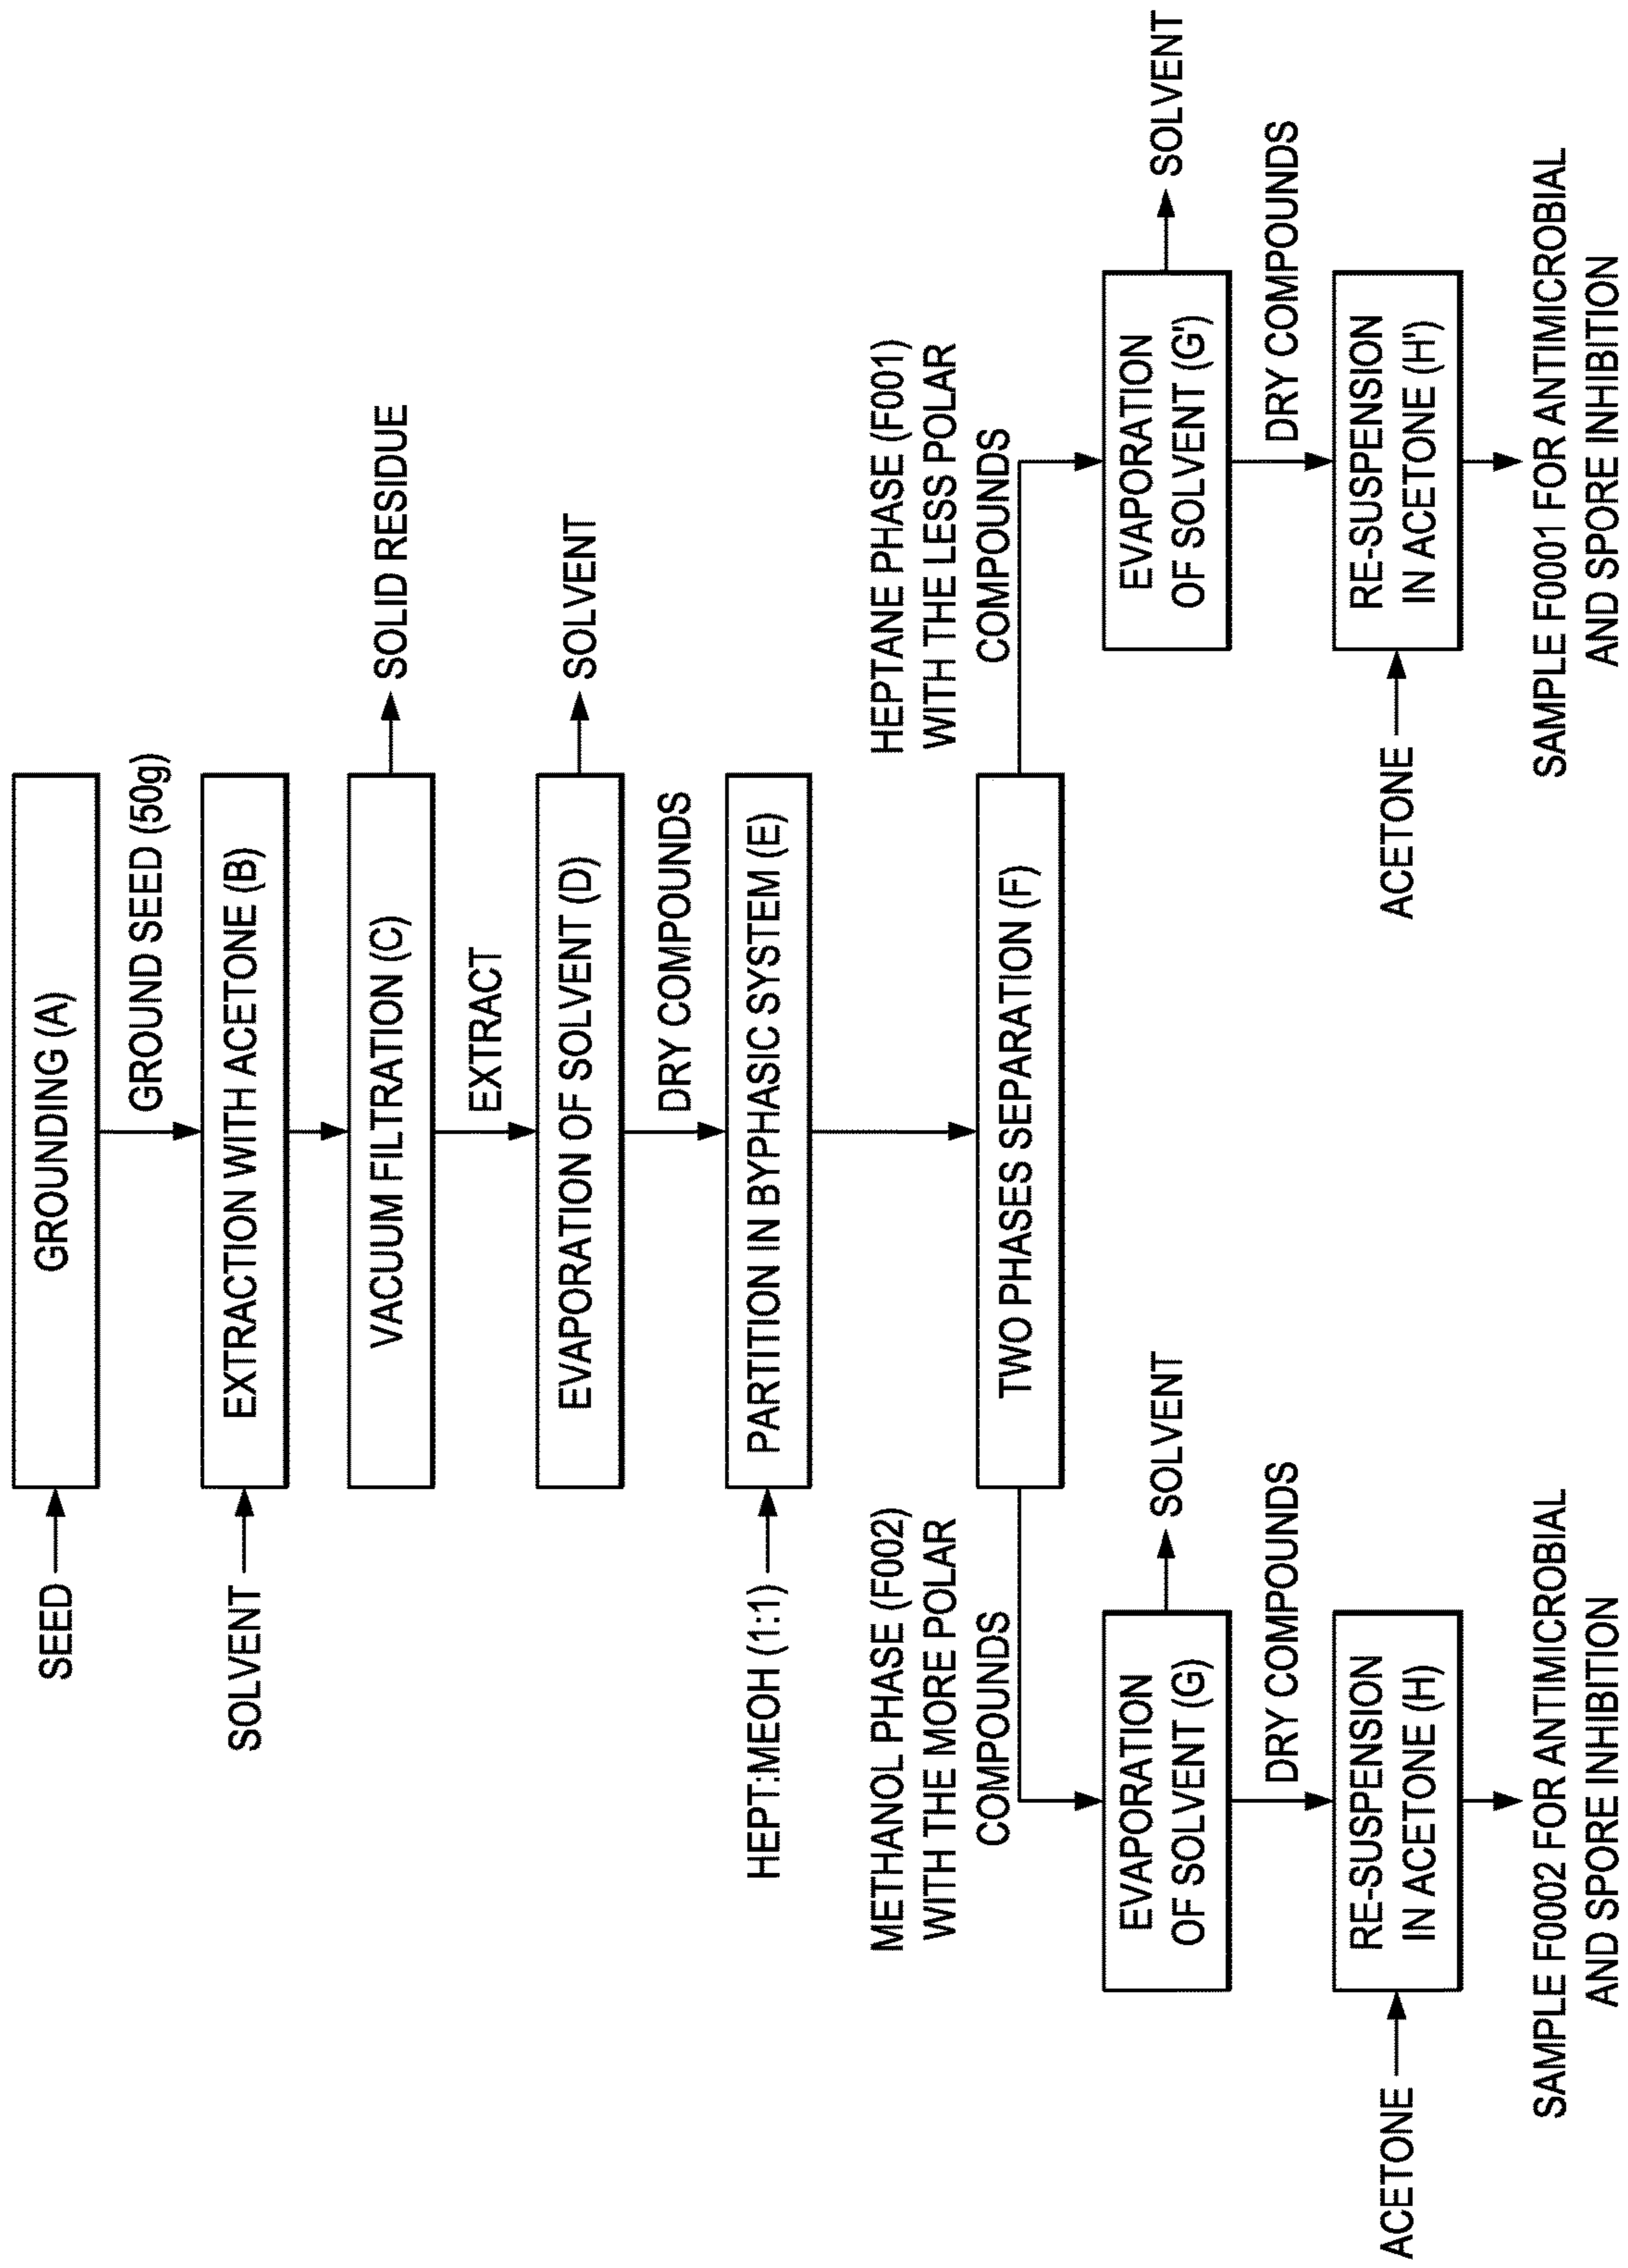 SEED
GROUNDING (A)
GROUND SEED (50g)
SOLVENT
EXTRACTION WITH ACETONE (B)
VACUUM FILTRATION (C)
SOLID RESIDUE
EXTRACT
EVAPORATION OF SOLVENT (D)
SOLVENT
DRY COMPOUNDS
HEPT:MEOH (1:1)
PARTITION IN BYPHASIC SYSTEM (E)
METHANOL PHASE (F002)
WITH THE MORE POLAR
COMPOUNDS
HEPTANE PHASE (F001)
WITH THE LESS POLAR
COMPOUNDS
TWO PHASES SEPARATION (F)
EVAPORATION
OF SOLVENT (G)
SOLVENT
DRY COMPOUNDS
ACETONE
RE-SUSPENSION
IN ACETONE (H)
SAMPLE F0002 FOR ANTIMICROBIAL
AND SPORE INHIBITION
EVAPORATION
OF SOLVENT (G')
SOLVENT
DRY COMPOUNDS
ACETONE
RE-SUSPENSION
IN ACETONE (H')
SAMPLE F0001 FOR ANTIMICROBIAL
AND SPORE INHIBITION